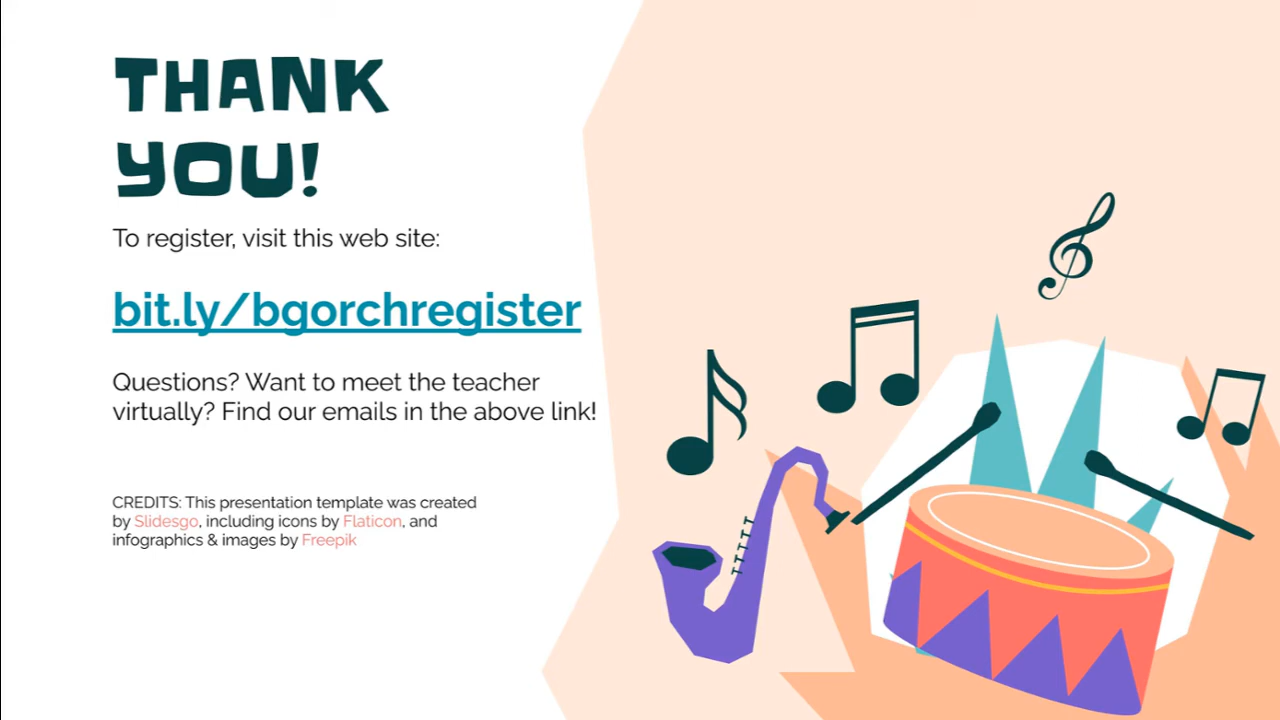 THANK
YOU!
To register, visit this web site:
bit.ly/bgorchregister
Questions? Want to meet the teacher
virtually? Find our emails in the above link!
CREDITS: This presentation template was created
by Slidesgo, including icons by Flaticon, and
infographics & images by Freepik